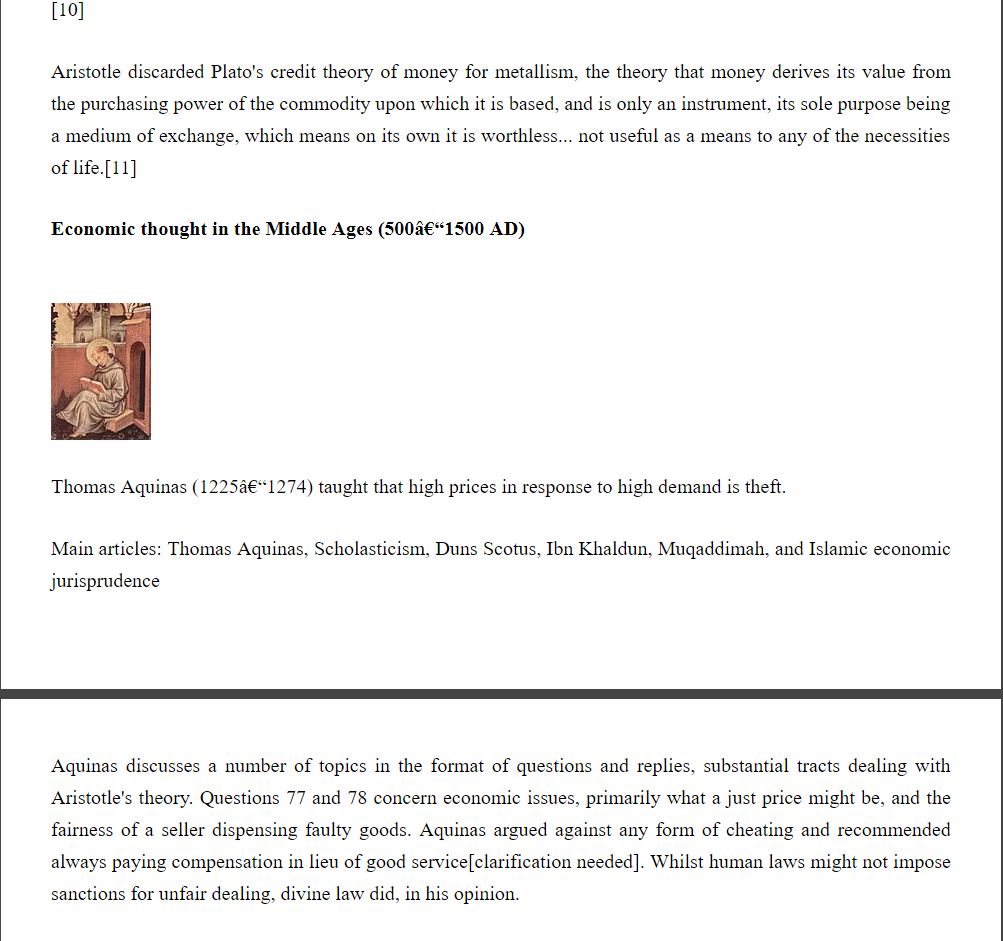 [10]
Aristotle discarded Plato's credit theory of money for metallism, the theory that money derives its value from
the purchasing power of the commodity upon which it is based, and is only an instrument, its sole purpose being
a medium of exchange, which means on its own it is worthless... not useful as a means to any of the necessities
of life.[11]
Economic thought in the Middle Ages (500â€“1500 AD)
Thomas Aquinas (1225â€“1274) taught that high prices in response to high demand is theft.
Main articles: Thomas Aquinas, Scholasticism, Duns Scotus, Ibn Khaldun, Muqaddimah, and Islamic economic
jurisprudence
Aquinas discusses a number of topics in the format of questions and replies, substantial tracts dealing with
Aristotle's theory. Questions 77 and 78 concern economic issues, primarily what a just price might be, and the
fairness of a seller dispensing faulty goods. Aquinas argued against any form of cheating and recommended
always paying compensation in lieu of good service[clarification needed]. Whilst human laws might not impose
sanctions for unfair dealing, divine law did, in his opinion.